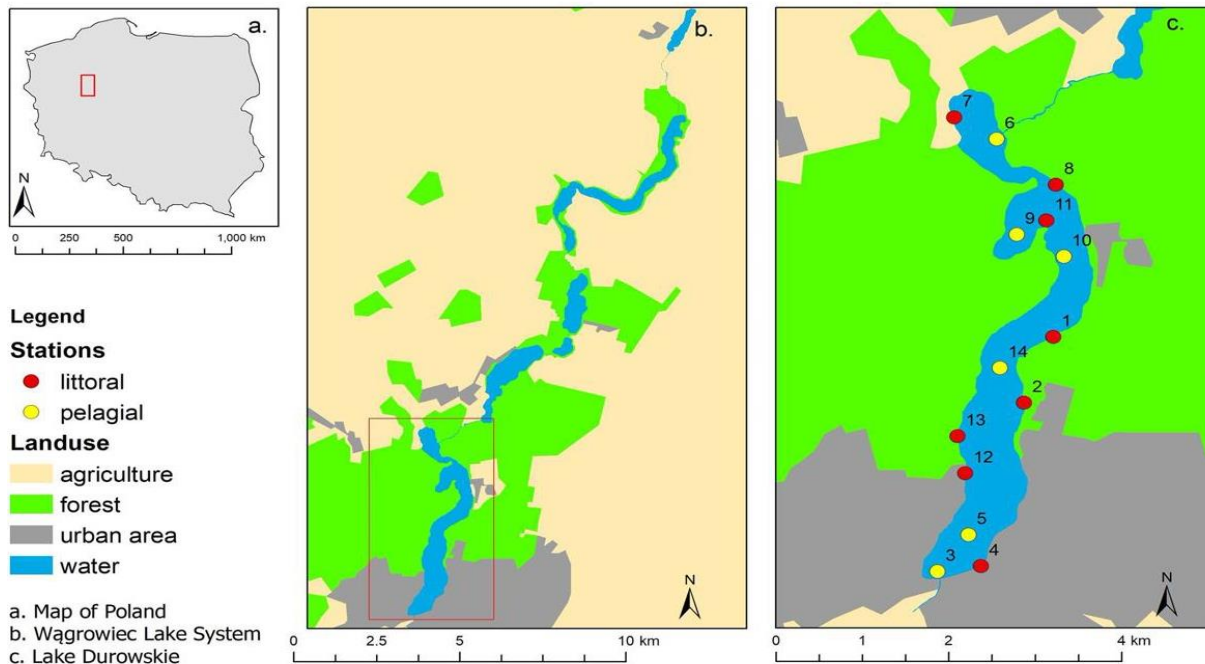 a.
N
0 250 500 1,000 km
Legend
Stations
littoral
pelagial
Landuse
agriculture
forest
urban area
water
a. Map of Poland
b. Wągrowiec Lake System
c. Lake Durowskie
b.
N
0 2.5 5 10 km
c.
7
6
8
11
9
10
1
14
2
13
12
5
3
4
N
0 1 2 4 km